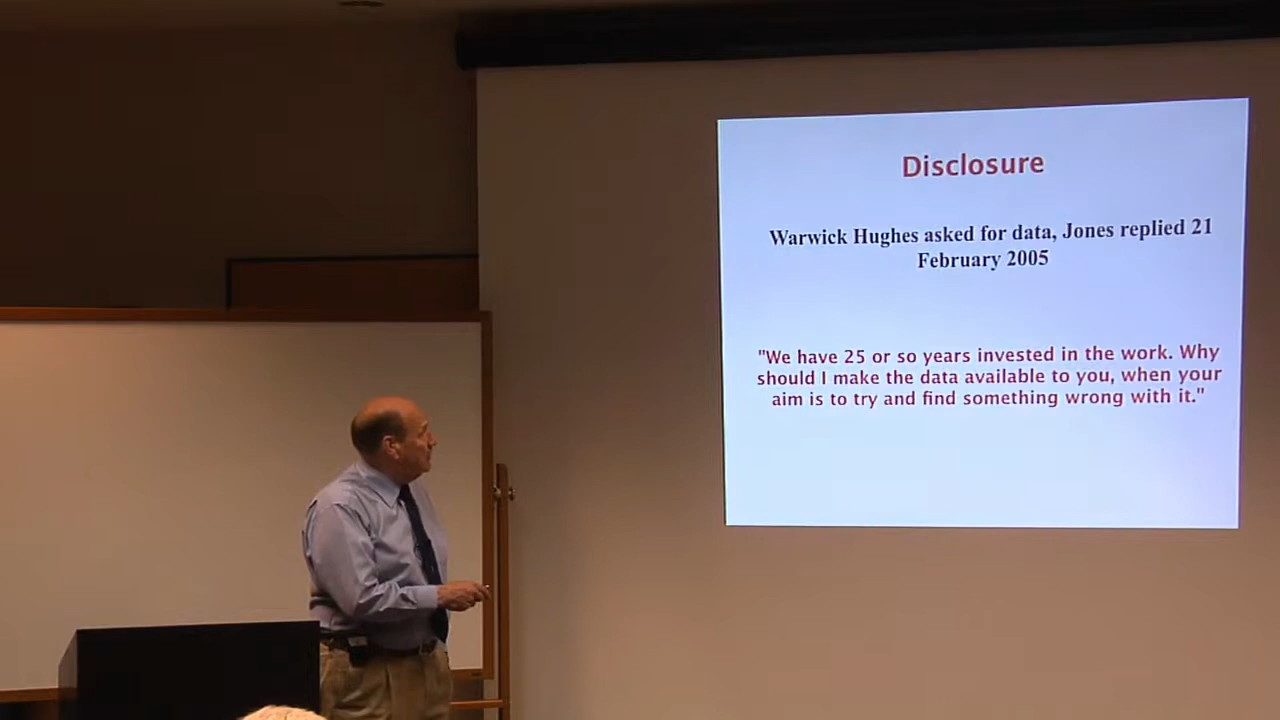 Disclosure
Warwick Hughes asked for data, Jones replied 21
February 2005
"We have 25 or so years invested in the work. Why
should I make the data available to you, when your
aim is to try and find something wrong with it."